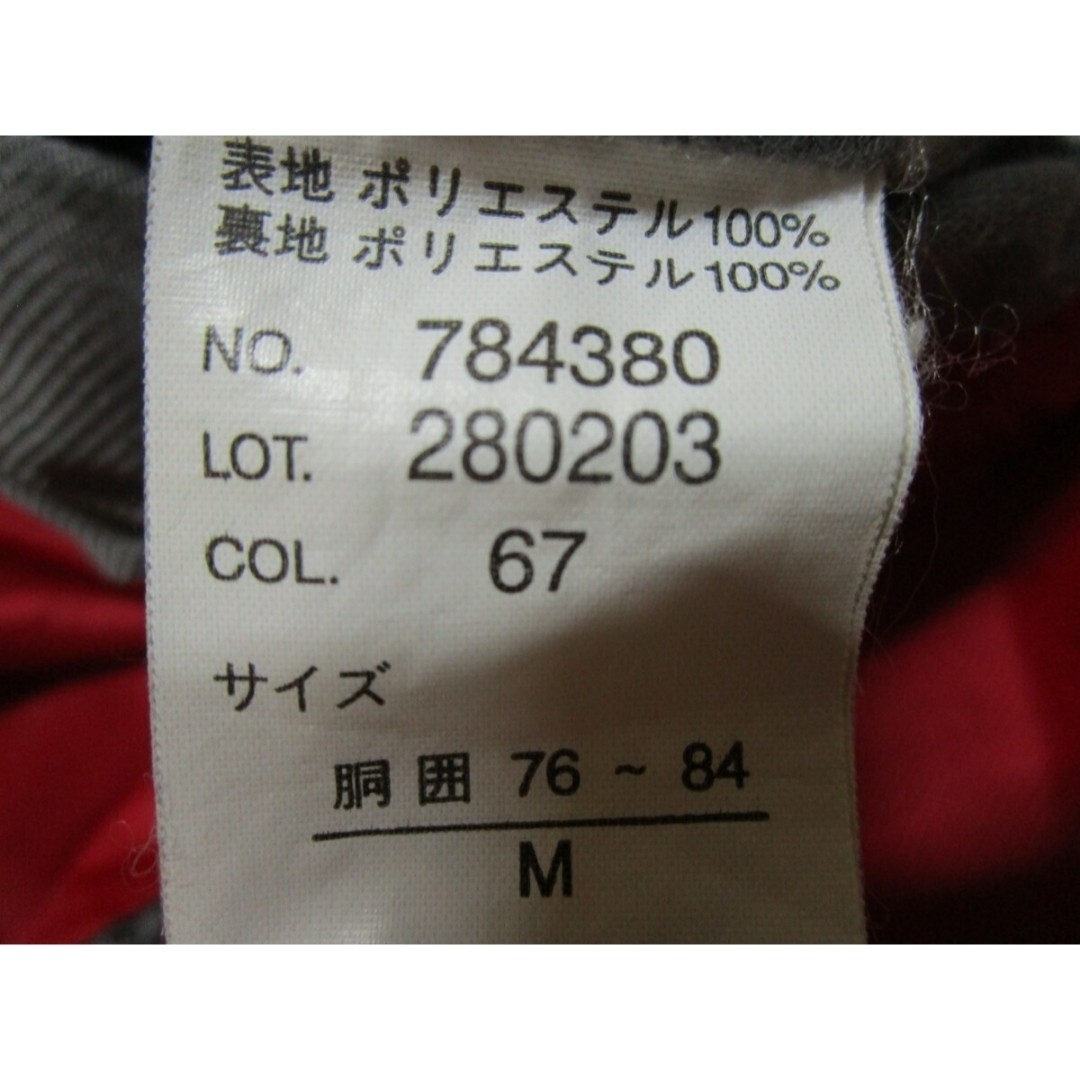 表地 ポリエステル100%
裏地 ポリエステル100%
NO. 784380
LOT. 280203
COL. 67
サイズ
胴囲 76 ~ 84
M